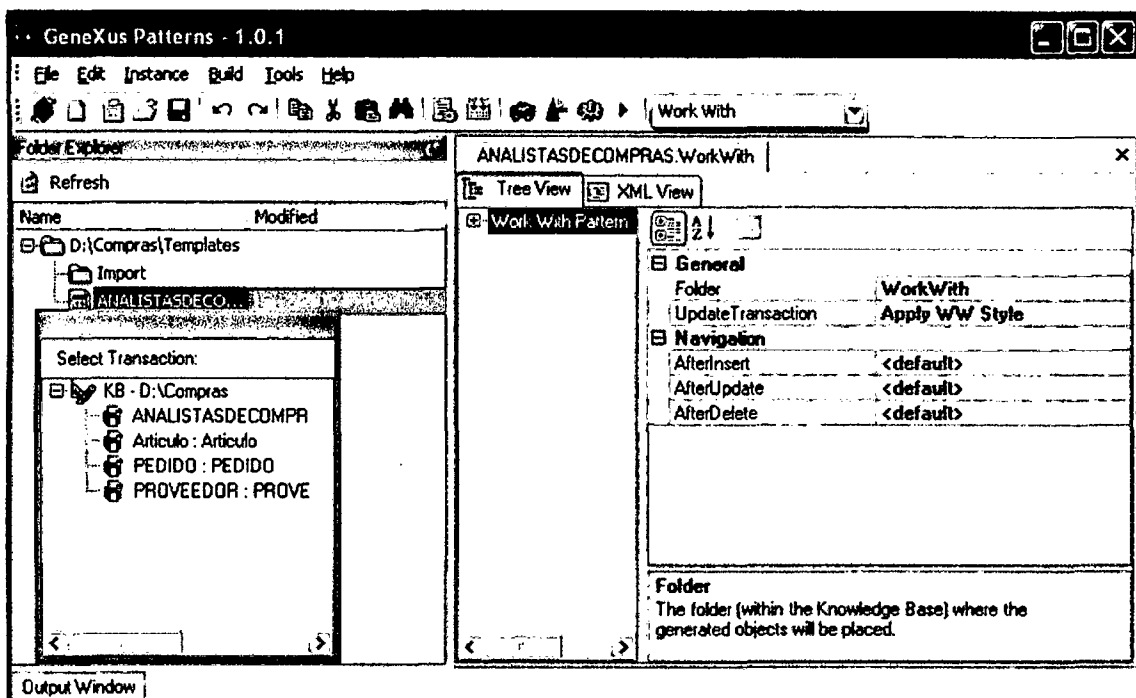 GeneXus Patterns - 1.0.1
File Edit Instance Build Tools Help
Work With
Folder Explorer
Refresh
Name Modified
D:\Compras\Templates
Import
ANALISTASDECO...
Select Transaction:
KB - D:\Compras
ANALISTASDECOMPR
Articulo : Articulo
PEDIDO : PEDIDO
PROVEEDOR : PROVE
ANALISTASDECOMPRAS.WorkWith
Tree View XML View
Work With Pattern
General
Folder WorkWith
UpdateTransaction Apply WW Style
Navigation
AfterInsert <default>
AfterUpdate <default>
AfterDelete <default>
Folder
The folder (within the Knowledge Base) where the
generated objects will be placed.
Output Window